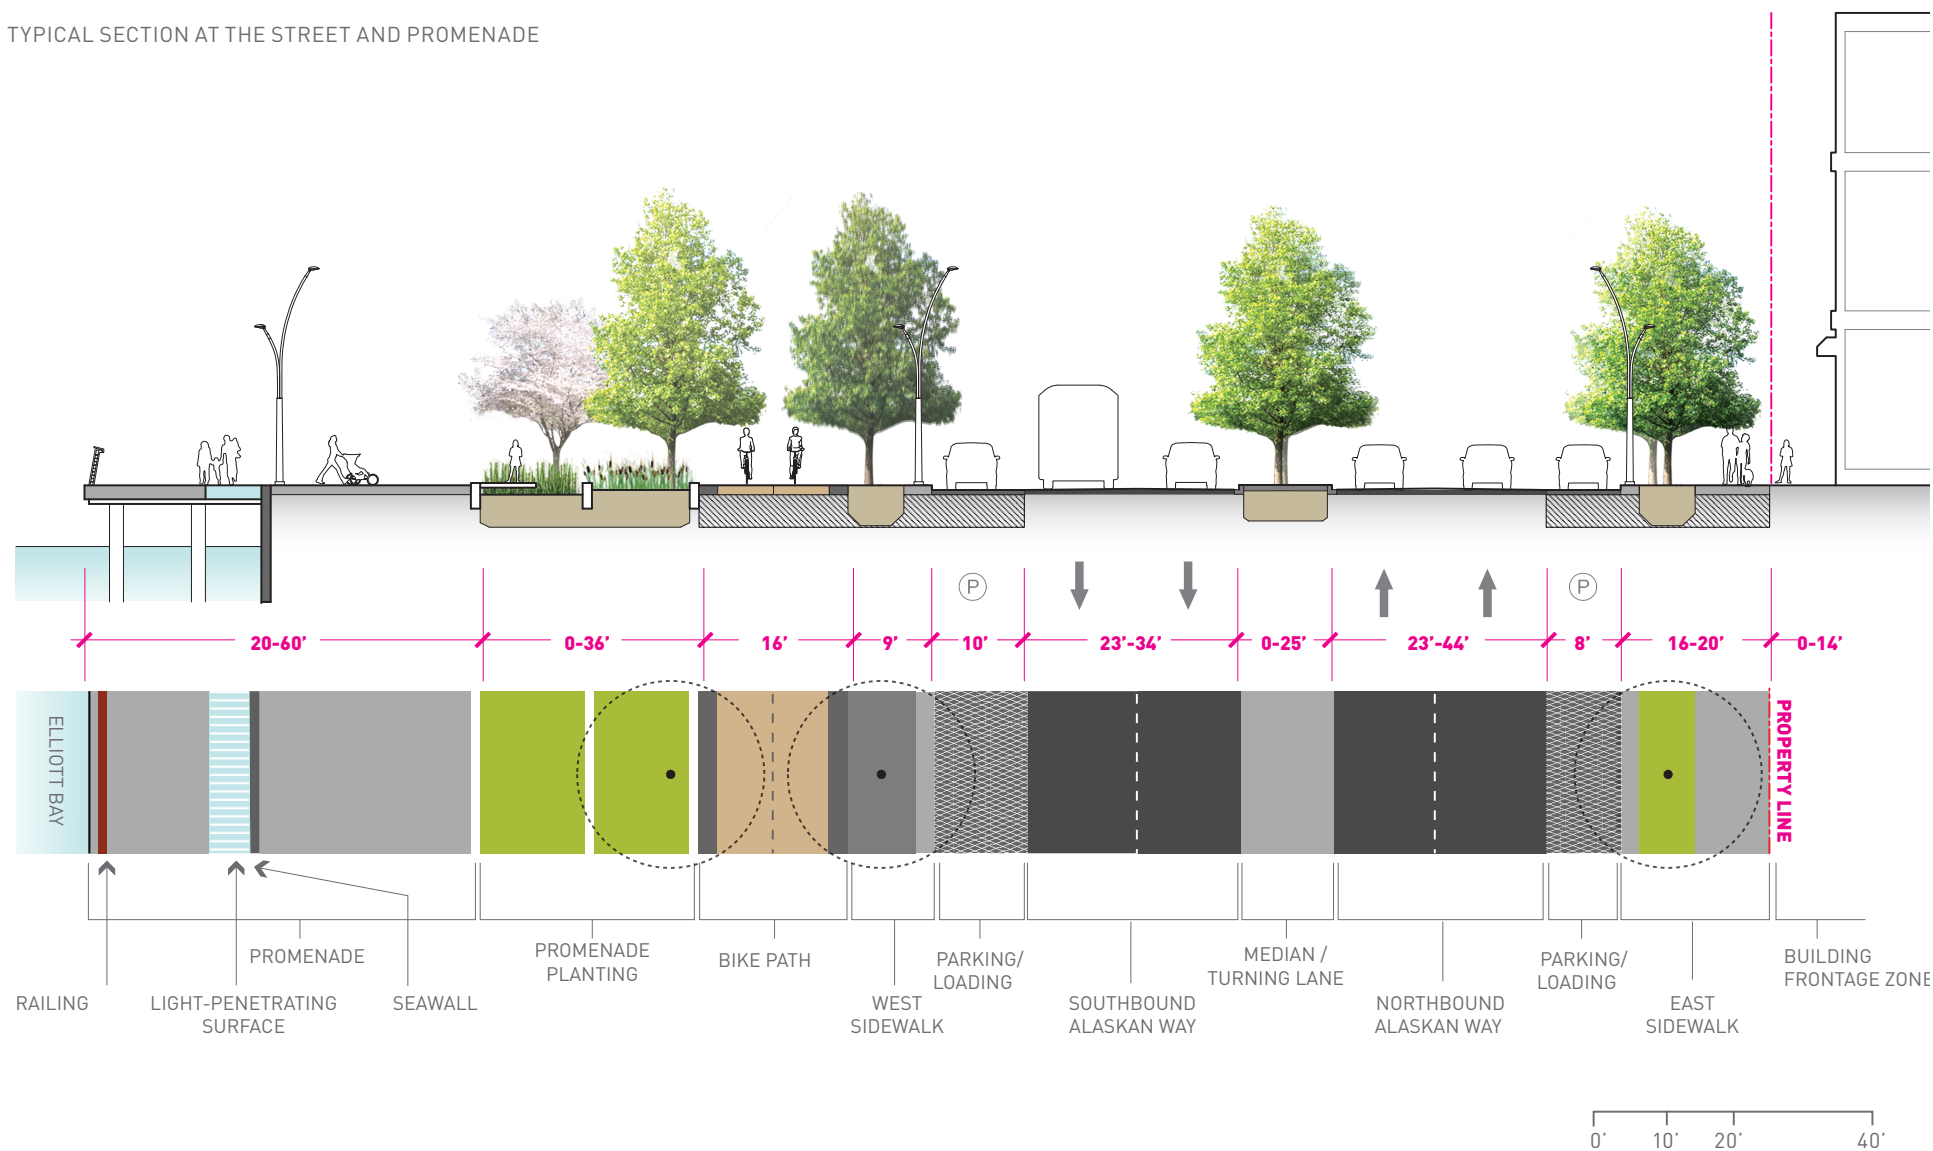 TYPICAL SECTION AT THE STREET AND PROMENADE
P
P
20-60’
0-36’
16’
9’
10’
23’-34’
0-25’
23’-44’
8’
16-20’
0-14’
ELLIOTT BAY
PROPERTY LINE
PROMENADE
PROMENADE
PLANTING
BIKE PATH
PARKING/
LOADING
MEDIAN /
TURNING LANE
PARKING/
LOADING
BUILDING
FRONTAGE ZONE
RAILING
LIGHT-PENETRATING
SURFACE
SEAWALL
WEST
SIDEWALK
SOUTHBOUND
ALASKAN WAY
NORTHBOUND
ALASKAN WAY
EAST
SIDEWALK
0’
10’
20’
40’